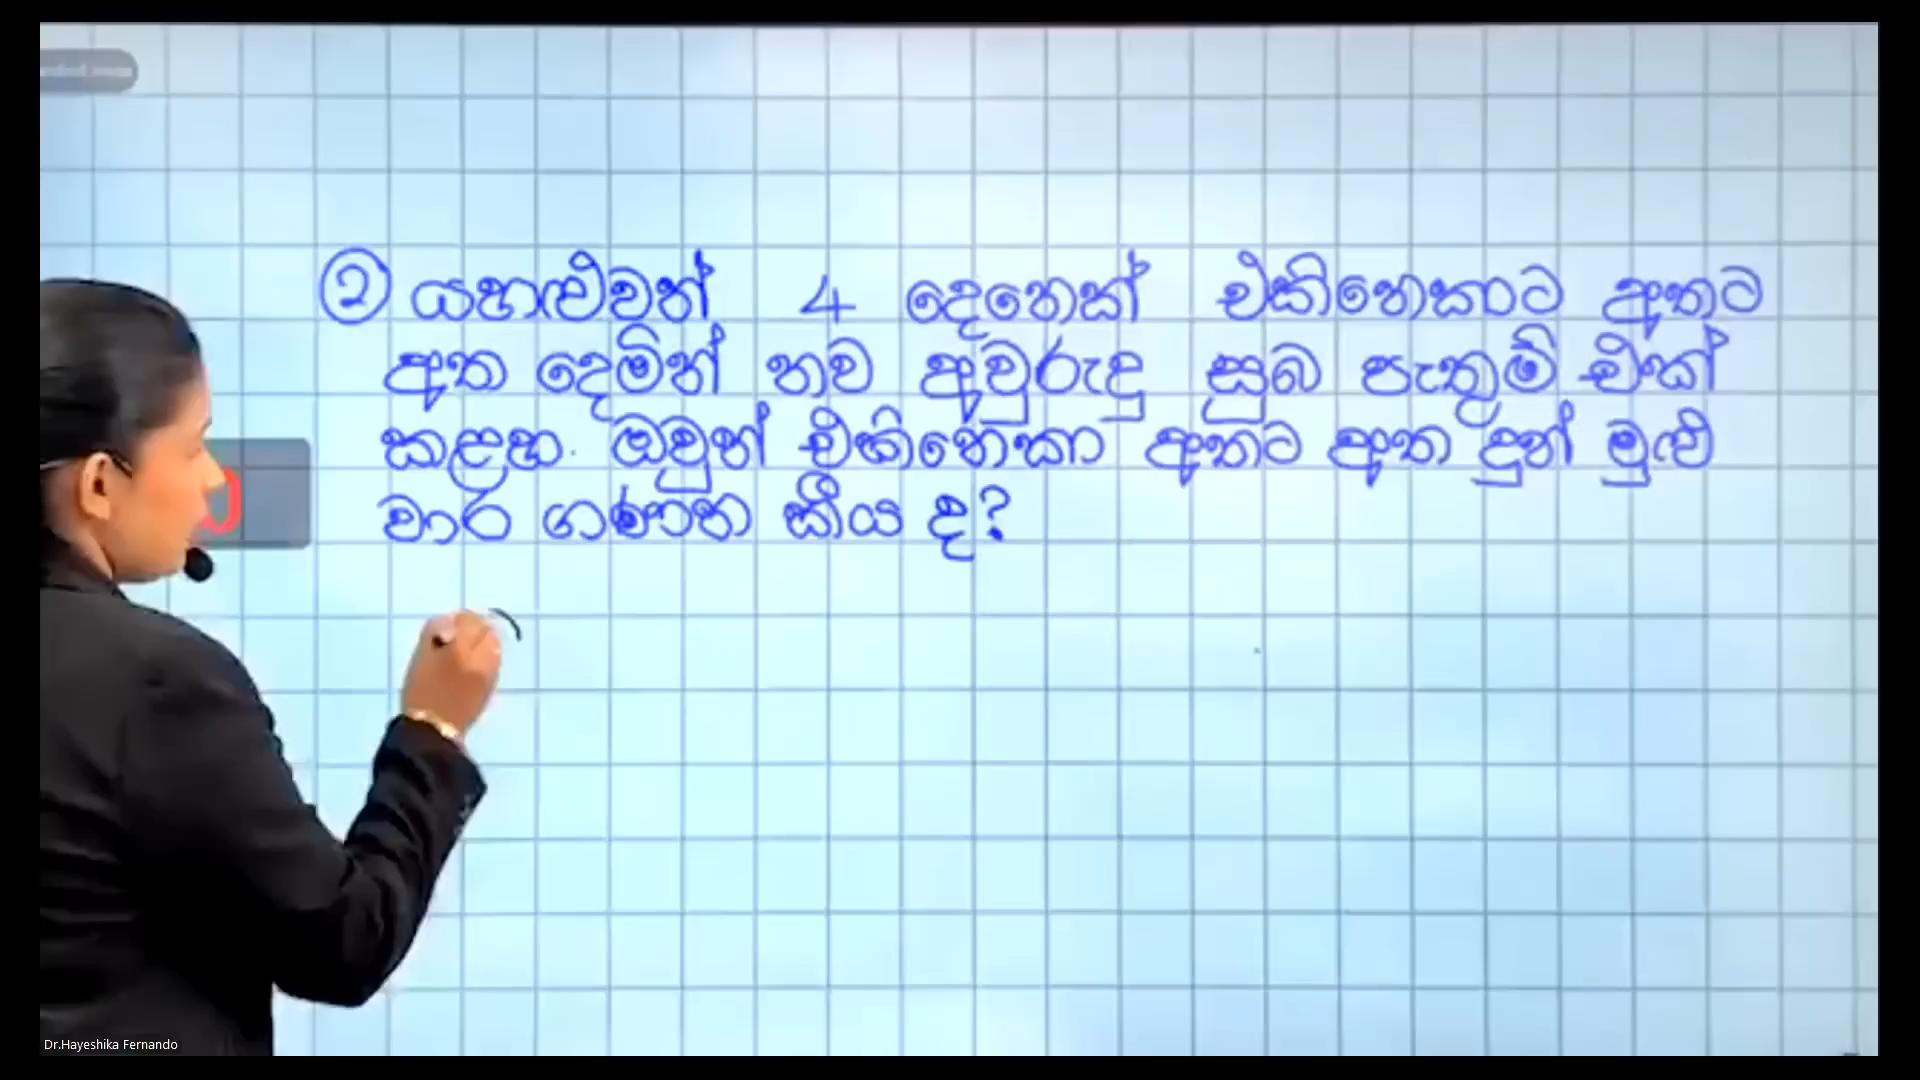 ② යහළුවන් 4 දෙනෙක් එකිනෙකාට අතට
අත දෙමින් නව අවුරුදු සුබ පැතුම් එක්
කළහ. ඔවුන් එකිනෙකා අතට අත දුන් මුළු
වාර ගණන කීය ද?
Dr.Hayeshika Fernando